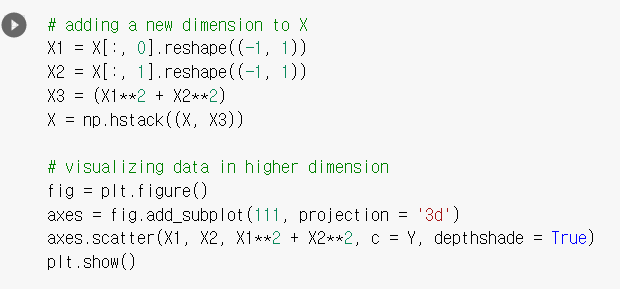 # adding a new dimension to X
X1 = X[:, 0].reshape((-1, 1))
X2 = X[:, 1].reshape((-1, 1))
X3 = (X1**2 + X2**2)
X = np.hstack((X, X3))

# visualizing data in higher dimension
fig = plt.figure()
axes = fig.add_subplot(111, projection = '3d')
axes.scatter(X1, X2, X1**2 + X2**2, c = Y, depthshade = True)
plt.show()